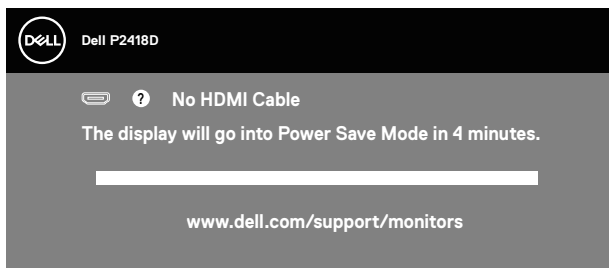 DELL Dell P2418D
? No HDMI Cable
The display will go into Power Save Mode in 4 minutes.
www.dell.com/support/monitors